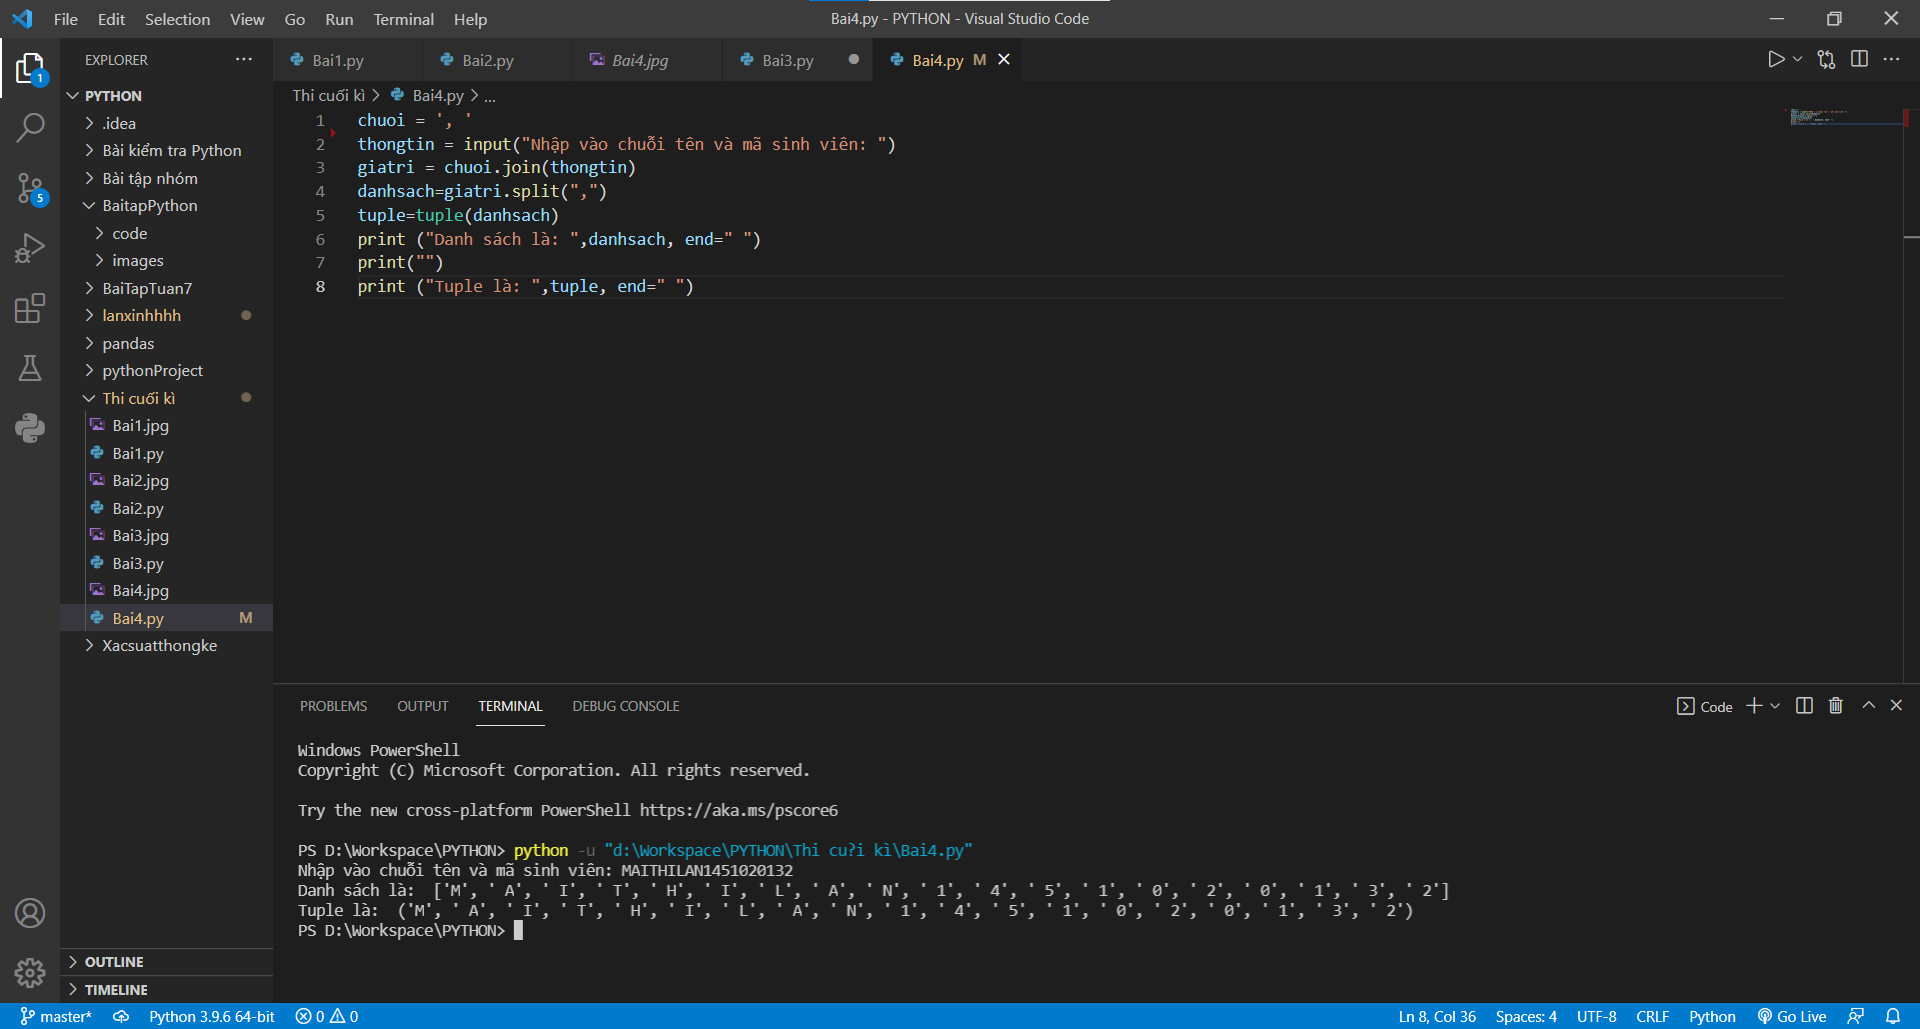 File Edit Selection View Go Run Terminal Help
Bai4.py - PYTHON - Visual Studio Code
EXPLORER
Bai1.py Bai2.py Bai4.jpg Bai3.py Bai4.py M
1
5
PYTHON
.idea
Bài kiểm tra Python
Bài tập nhóm
BaitapPython
code
images
BaiTapTuan7
lanxinhhhh
pandas
pythonProject
Thi cuối kì
Bai1.jpg
Bai1.py
Bai2.jpg
Bai2.py
Bai3.jpg
Bai3.py
Bai4.jpg
Bai4.py M
Xacsuatthongke
OUTLINE
TIMELINE
Thi cuối kì > Bai4.py > ...
1 chuoi = ', '
2 thongtin = input("Nhập vào chuỗi tên và mã sinh viên: ")
3 giatri = chuoi.join(thongtin)
4 danhsach=giatri.split(",")
5 tuple=tuple(danhsach)
6 print ("Danh sách là: ",danhsach, end=" ")
7 print("")
8 print ("Tuple là: ",tuple, end=" ")
PROBLEMS OUTPUT TERMINAL DEBUG CONSOLE
Code
Windows PowerShell
Copyright (C) Microsoft Corporation. All rights reserved.
Try the new cross-platform PowerShell https://aka.ms/pscore6
PS D:\Workspace\PYTHON> python -u "d:\Workspace\PYTHON\Thi cu?i kì\Bai4.py"
Nhập vào chuỗi tên và mã sinh viên: MAITHILAN1451020132
Danh sách là:  ['M', ' A', ' I', ' T', ' H', ' I', ' L', ' A', ' N', ' 1', ' 4', ' 5', ' 1', ' 0', ' 2', ' 0', ' 1', ' 3', ' 2']
Tuple là:  ('M', ' A', ' I', ' T', ' H', ' I', ' L', ' A', ' N', ' 1', ' 4', ' 5', ' 1', ' 0', ' 2', ' 0', ' 1', ' 3', ' 2')
PS D:\Workspace\PYTHON>
master* Python 3.9.6 64-bit 0 0 Ln 8, Col 36 Spaces: 4 UTF-8 CRLF Python Go Live